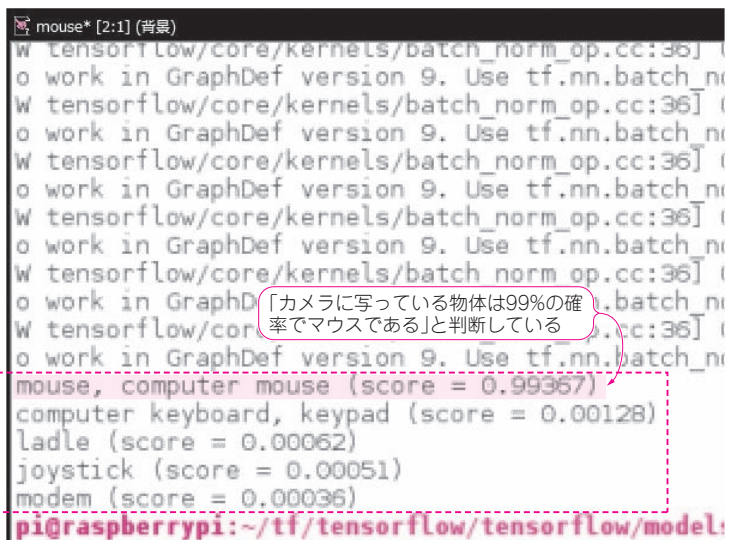 mouse* [2:1] (背景)
W tensorflow/core/kernels/batch_norm_op.cc:36]
o work in GraphDef version 9. Use tf.nn.batch_n
W tensorflow/core/kernels/batch_norm_op.cc:36]
o work in GraphDef version 9. Use tf.nn.batch_n
W tensorflow/core/kernels/batch_norm_op.cc:36]
o work in GraphDef version 9. Use tf.nn.batch_n
W tensorflow/core/kernels/batch_norm_op.cc:36]
o work in GraphDef version 9. Use tf.nn.batch_n
W tensorflow/core/kernels/batch_norm_op.cc:36]
o work in GraphD .batch_n
「カメラに写っている物体は99%の確
率でマウスである」と判断している
W tensorflow/cor .cc:36]
o work in GraphDef version 9. Use tf.nn.batch_n
mouse, computer mouse (score = 0.99367)
computer keyboard, keypad (score = 0.00128)
ladle (score = 0.00062)
joystick (score = 0.00051)
modem (score = 0.00036)
pi@raspberrypi:~/tf/tensorflow/tensorflow/model